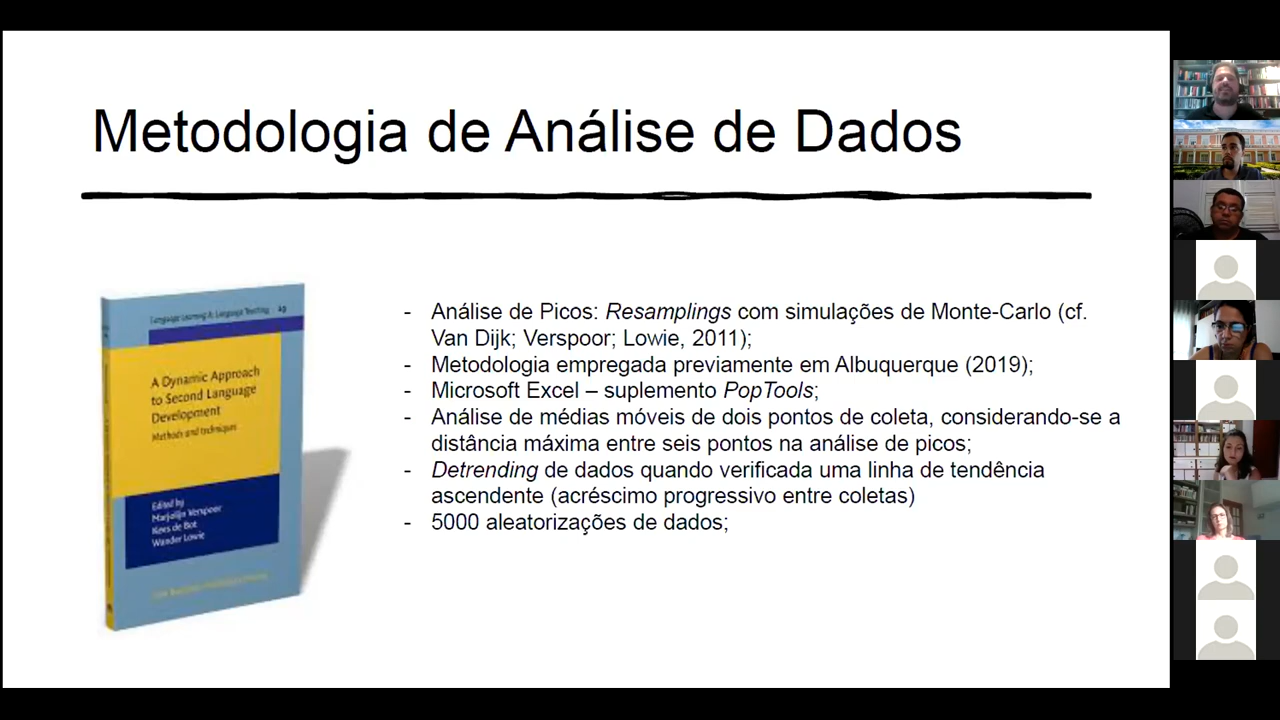 Metodologia de Análise de Dados
Language Learning & Language Teaching 29
A Dynamic Approach
to Second Language
Development
Methods and techniques
Edited by
Marjolijn Verspoor
Kees de Bot
Wander Lowie
- Análise de Picos: Resamplings com simulações de Monte-Carlo (cf.
Van Dijk; Verspoor; Lowie, 2011);
- Metodologia empregada previamente em Albuquerque (2019);
- Microsoft Excel – suplemento PopTools;
- Análise de médias móveis de dois pontos de coleta, considerando-se a
distância máxima entre seis pontos na análise de picos;
- Detrending de dados quando verificada uma linha de tendência
ascendente (acréscimo progressivo entre coletas)
- 5000 aleatorizações de dados;